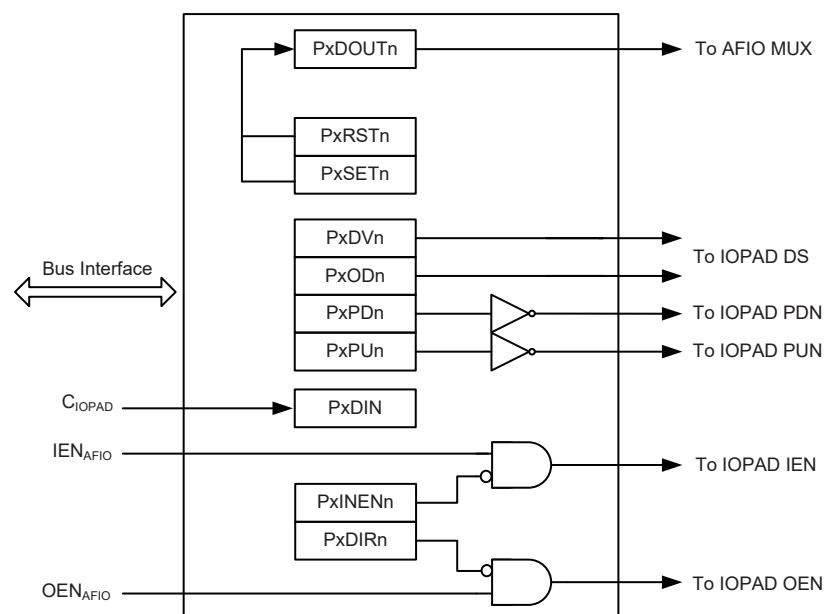 PxDOUTn
To AFIO MUX
PxRSTn
PxSETn
PxDVn
To IOPAD DS
PxODn
Bus Interface
PxPDn
To IOPAD PDN
PxPUn
To IOPAD PUN
CIOPAD
PxDIN
IENAFIO
To IOPAD IEN
PxINENn
PxDIRn
OENAFIO
To IOPAD OEN